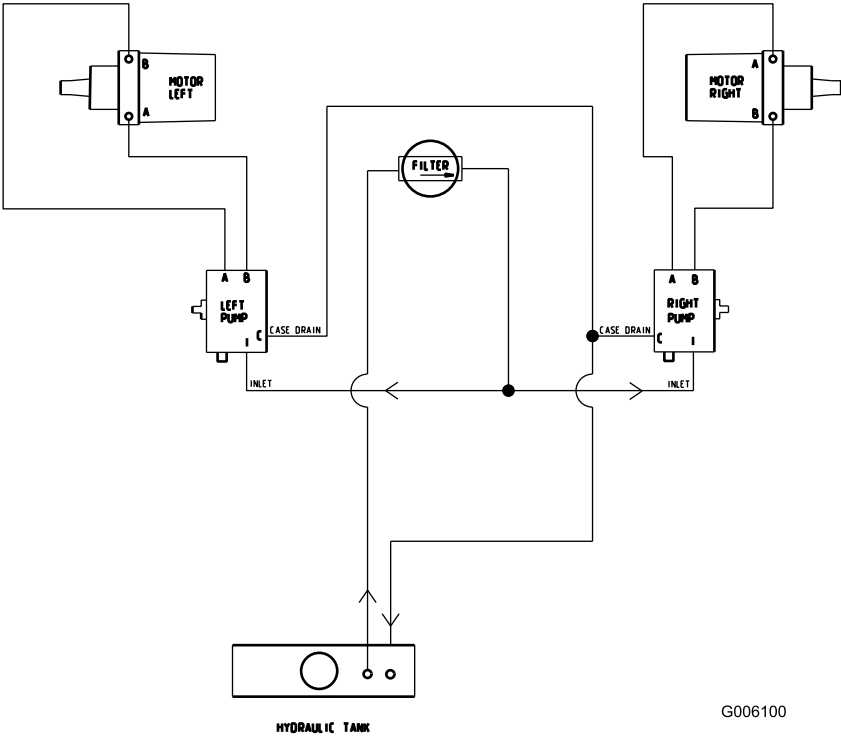 B
MOTOR
LEFT
A
A
MOTOR
RIGHT
B
FILTER
A B
LEFT
PUMP
I
C
CASE DRAIN
INLET
A B
RIGHT
PUMP
CASE DRAIN
C
I
INLET
HYDRAULIC TANK
G006100